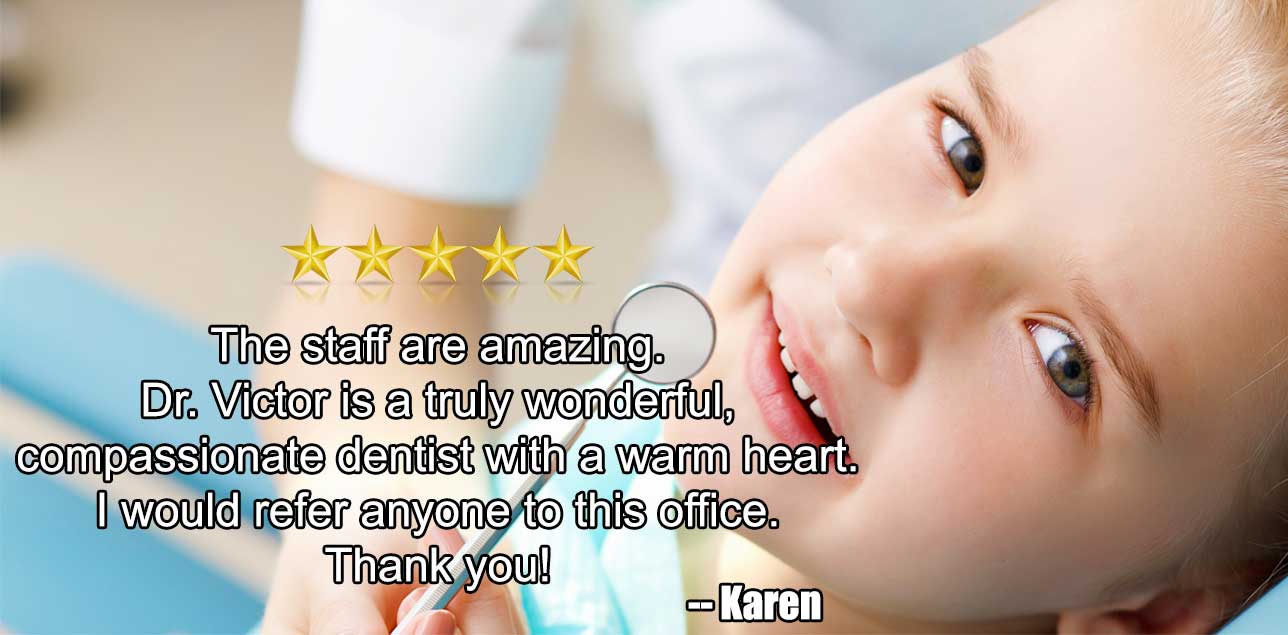 The staff are amazing.
Dr. Victor is a truly wonderful,
compassionate dentist with a warm heart.
I would refer anyone to this office.
Thank you!
-- Karen